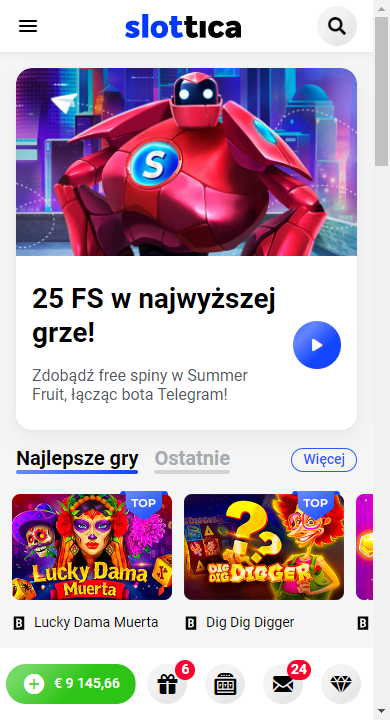 slottica
S
25 FS w najwyższej
grze!
Zdobądź free spiny w Summer
Fruit, łącząc bota Telegram!
Najlepsze gry
Ostatnie
Więcej
TOP
TOP
Lucky Dama
Muerta
DIG DIG
DIGGER
B Lucky Dama Muerta
B Dig Dig Digger
B
€ 9 145,66
6
24